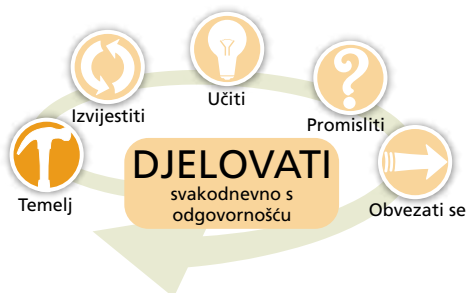 Učiti
Izvijestiti
Promisliti
DJELOVATI
svakodnevno s
odgovornošću
Temelj
Obvezati se